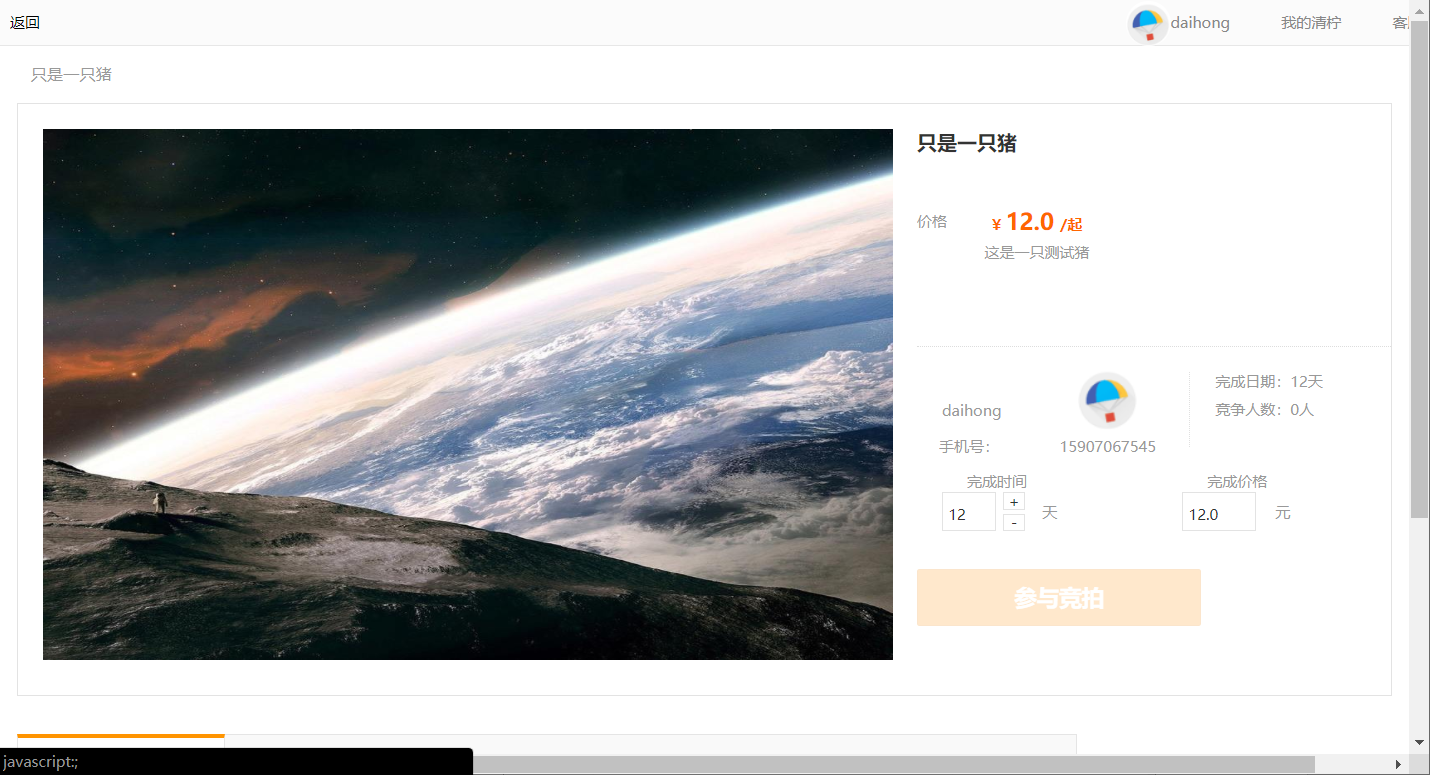 返回
daihong
我的清柠
只是一只猪
只是一只猪
价格 ¥ 12.0 /起
这是一只测试猪
daihong
完成日期：12天
竞争人数：0人
手机号： 15907067545
完成时间 完成价格
12 + - 天 12.0 元
参与竞拍
javascript:;